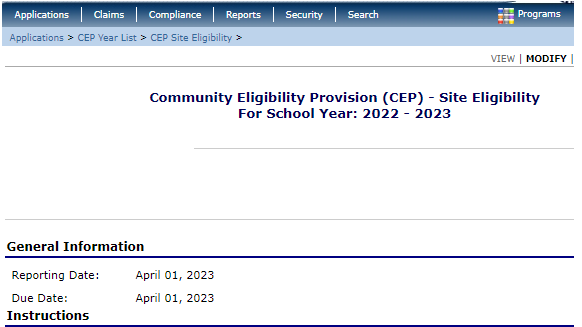 Applications | Claims | Compliance | Reports | Security | Search Programs
Applications > CEP Year List > CEP Site Eligibility >
VIEW | MODIFY |
Community Eligibility Provision (CEP) - Site Eligibility
For School Year: 2022 - 2023
General Information
Reporting Date: April 01, 2023
Due Date: April 01, 2023
Instructions